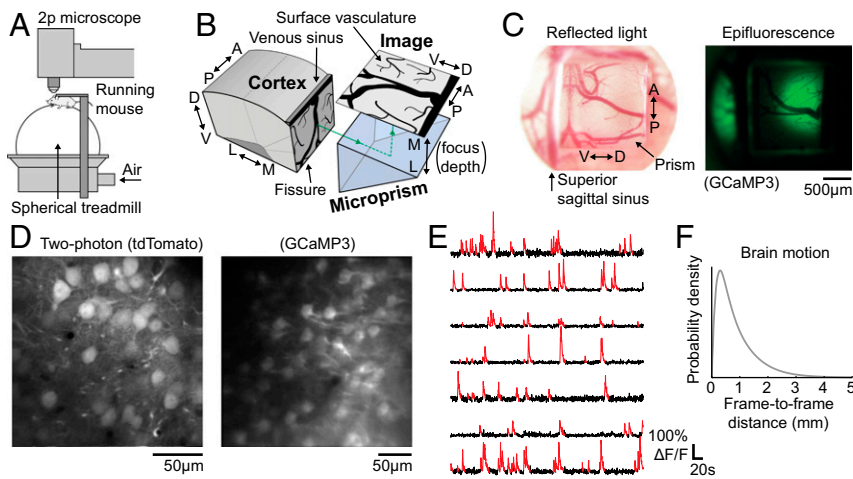 A
2p microscope
Running
mouse
Air
Spherical treadmill
B
Surface vasculature
Venous sinus
Image
A
P
Cortex
D
V
L
M
Fissure
V
D
A
P
M
L
(focus
depth)
Microprism
C
Reflected light
Epifluorescence
A
P
V
D
Prism
Superior
sagittal sinus
(GCaMP3)
500µm
D
Two-photon (tdTomato)
(GCaMP3)
50µm
50µm
E
100%
ΔF/F
20s
F
Brain motion
Probability density
0
1
2
3
4
5
Frame-to-frame
distance (mm)